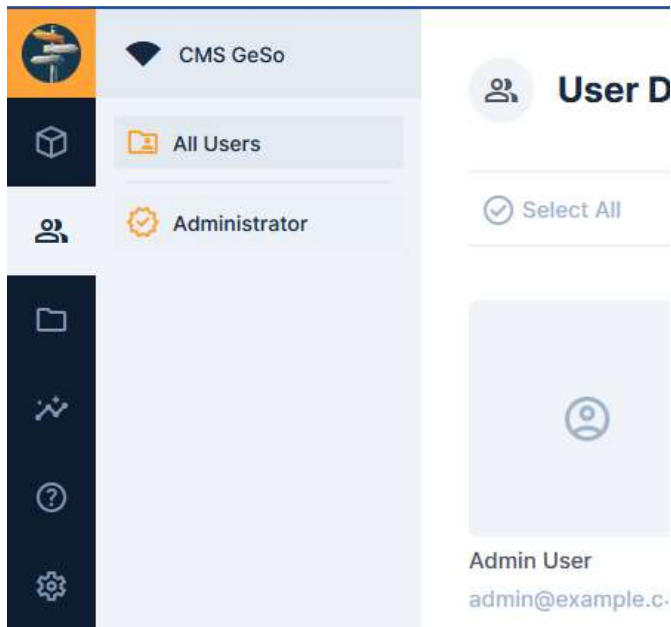 CMS GeSo
All Users
Administrator
User D
Select All
Admin User
admin@example.c